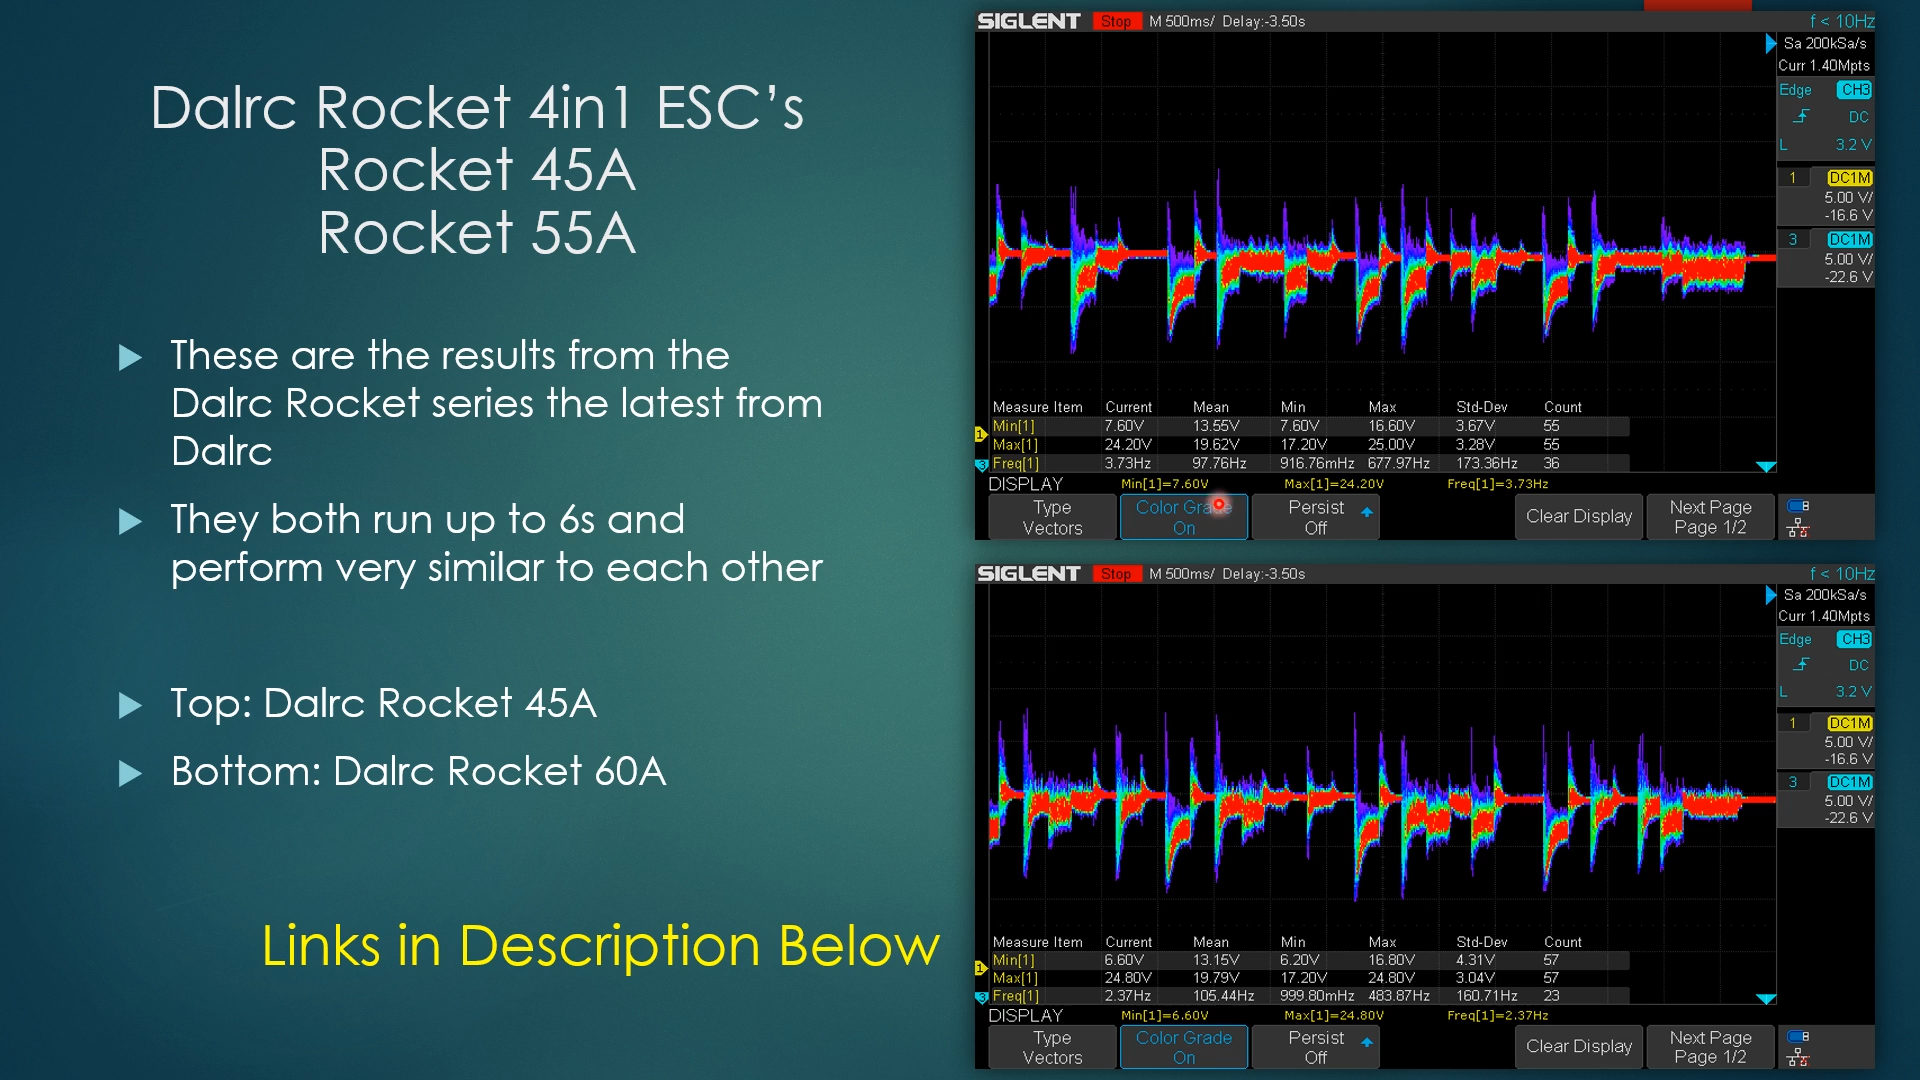 Dalrc Rocket 4in1 ESC’s
Rocket 45A
Rocket 55A
These are the results from the
Dalrc Rocket series the latest from
Dalrc
They both run up to 6s and
perform very similar to each other
Top: Dalrc Rocket 45A
Bottom: Dalrc Rocket 60A
Links in Description Below
SIGLENT Stop M 500ms/ Delay:-3.50s f < 10Hz
Sa 200kSa/s
Curr 1.40Mpts
Edge CH3
DC
L 3.2 V
1 DC1M
5.00 V/
-16.6 V
3 DC1M
5.00 V/
-22.6 V
Measure Item Current Mean Min Max Std-Dev Count
1 Min[1] 7.60V 13.55V 7.60V 16.60V 3.67V 55
Max[1] 24.20V 19.62V 17.20V 25.00V 3.28V 55
3 Freq[1] 3.73Hz 97.76Hz 916.76mHz 677.97Hz 173.36Hz 36
DISPLAY Min[1]=7.60V Max[1]=24.20V Freq[1]=3.73Hz
Type Color Grade Persist Clear Display Next Page
Vectors On Off Page 1/2
SIGLENT Stop M 500ms/ Delay:-3.50s f < 10Hz
Sa 200kSa/s
Curr 1.40Mpts
Edge CH3
DC
L 3.2 V
1 DC1M
5.00 V/
-16.6 V
3 DC1M
5.00 V/
-22.6 V
Measure Item Current Mean Min Max Std-Dev Count
1 Min[1] 6.60V 13.15V 6.20V 16.80V 4.31V 57
Max[1] 24.80V 19.79V 17.20V 24.80V 3.04V 57
3 Freq[1] 2.37Hz 105.44Hz 999.80mHz 483.87Hz 160.71Hz 23
DISPLAY Min[1]=6.60V Max[1]=24.80V Freq[1]=2.37Hz
Type Color Grade Persist Clear Display Next Page
Vectors On Off Page 1/2